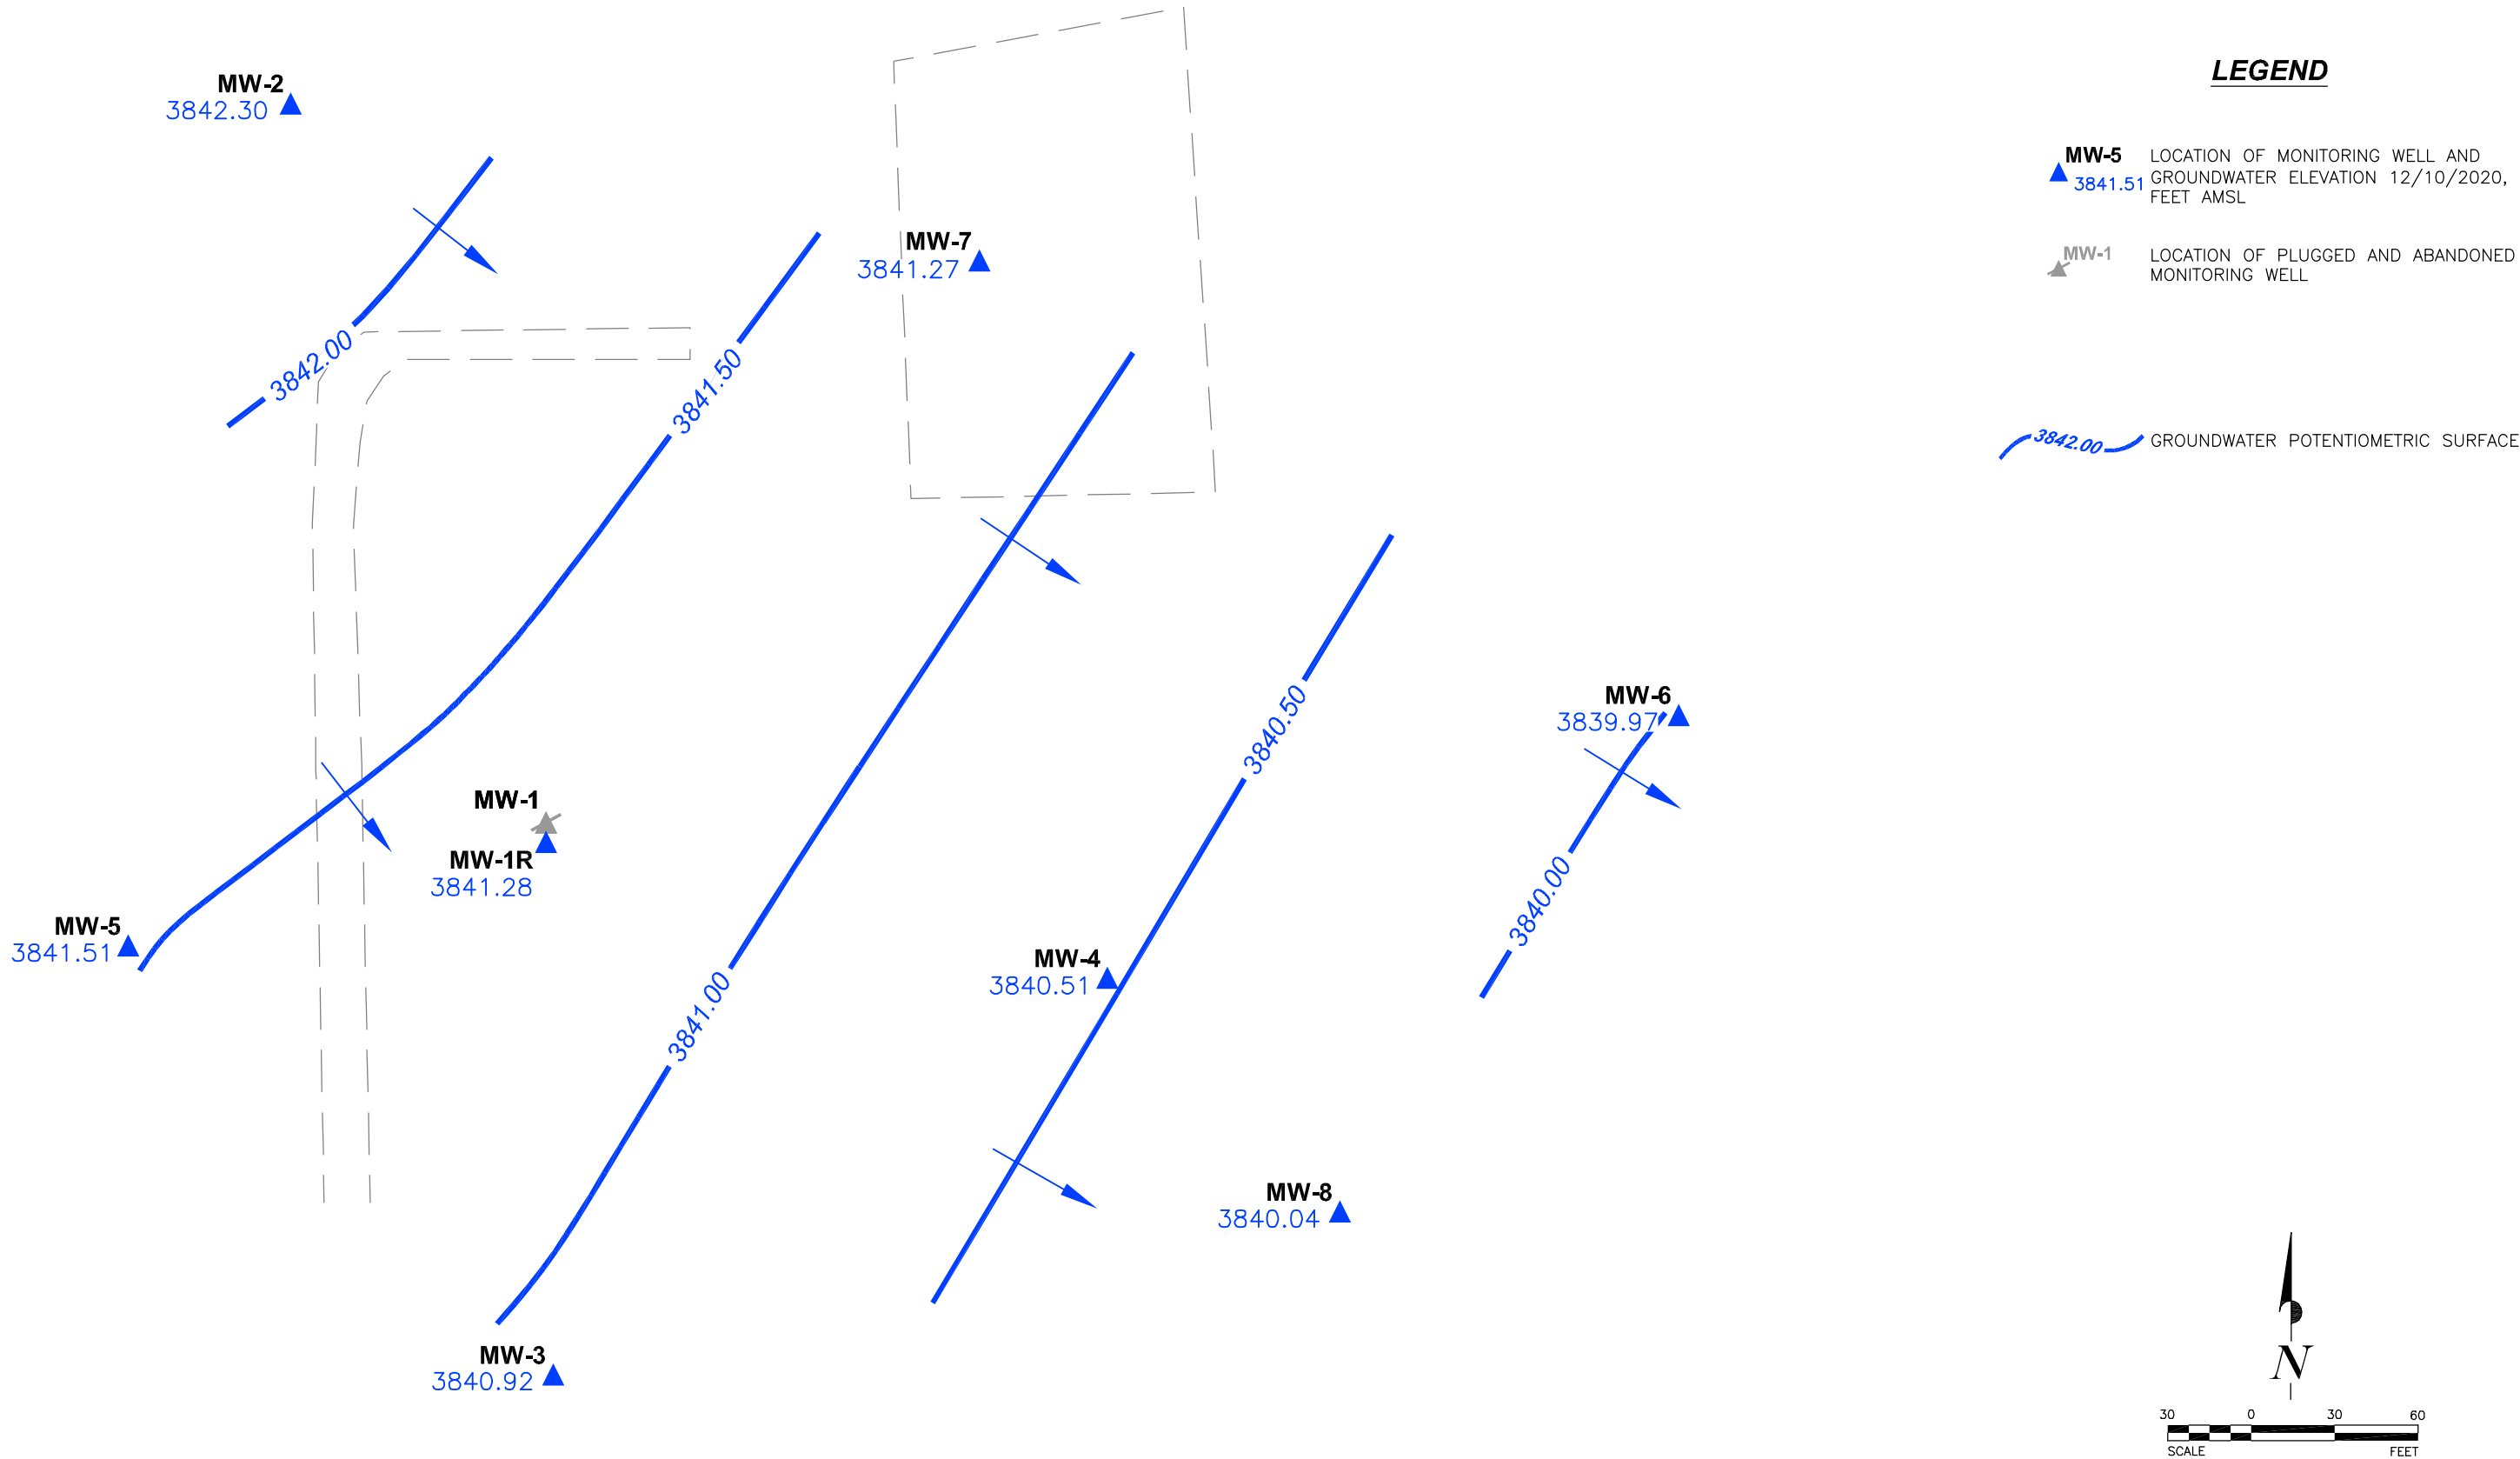 LEGEND
MW-2
3842.30
MW-5
3841.51
LOCATION OF MONITORING WELL AND
GROUNDWATER ELEVATION 12/10/2020,
FEET AMSL
MW-7
3841.27
MW-1
LOCATION OF PLUGGED AND ABANDONED
MONITORING WELL
3842.00
3841.50
3842.00
GROUNDWATER POTENTIOMETRIC SURFACE
MW-6
3839.97
3840.50
MW-1
MW-1R
3841.28
3840.00
MW-5
3841.51
MW-4
3840.51
3841.00
MW-8
3840.04
MW-3
3840.92
N
30 0 30 60
SCALE FEET